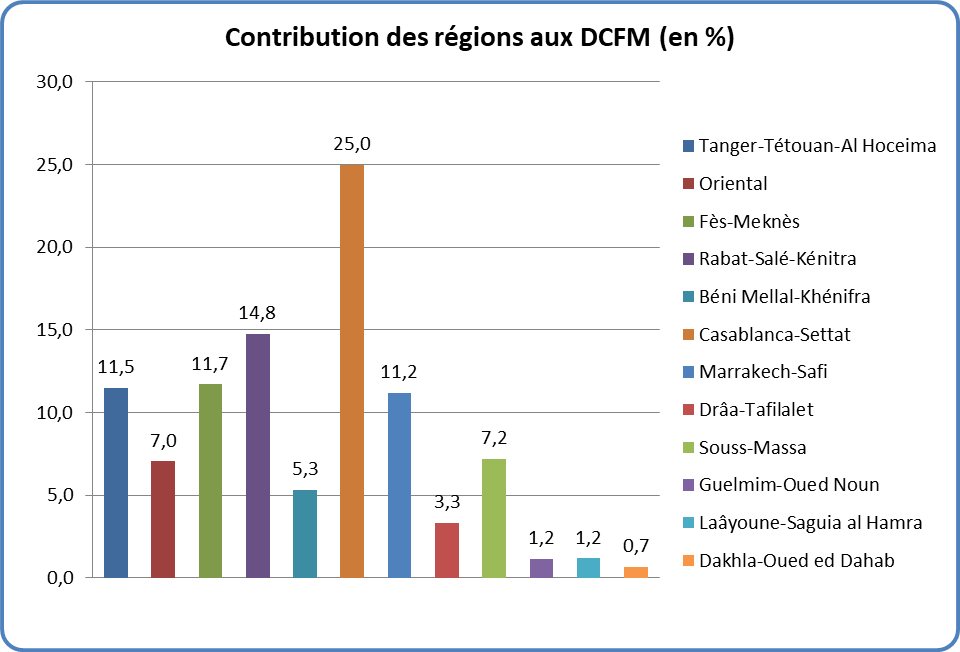 Contribution des régions aux DCFM (en %)
30,0
25,0
20,0
15,0
10,0
5,0
0,0
11,5
7,0
11,7
14,8
5,3
25,0
11,2
3,3
7,2
1,2
1,2
0,7
Tanger-Tétouan-Al Hoceima
Oriental
Fès-Meknès
Rabat-Salé-Kénitra
Béni Mellal-Khénifra
Casablanca-Settat
Marrakech-Safi
Drâa-Tafilalet
Souss-Massa
Guelmim-Oued Noun
Laâyoune-Saguia al Hamra
Dakhla-Oued ed Dahab